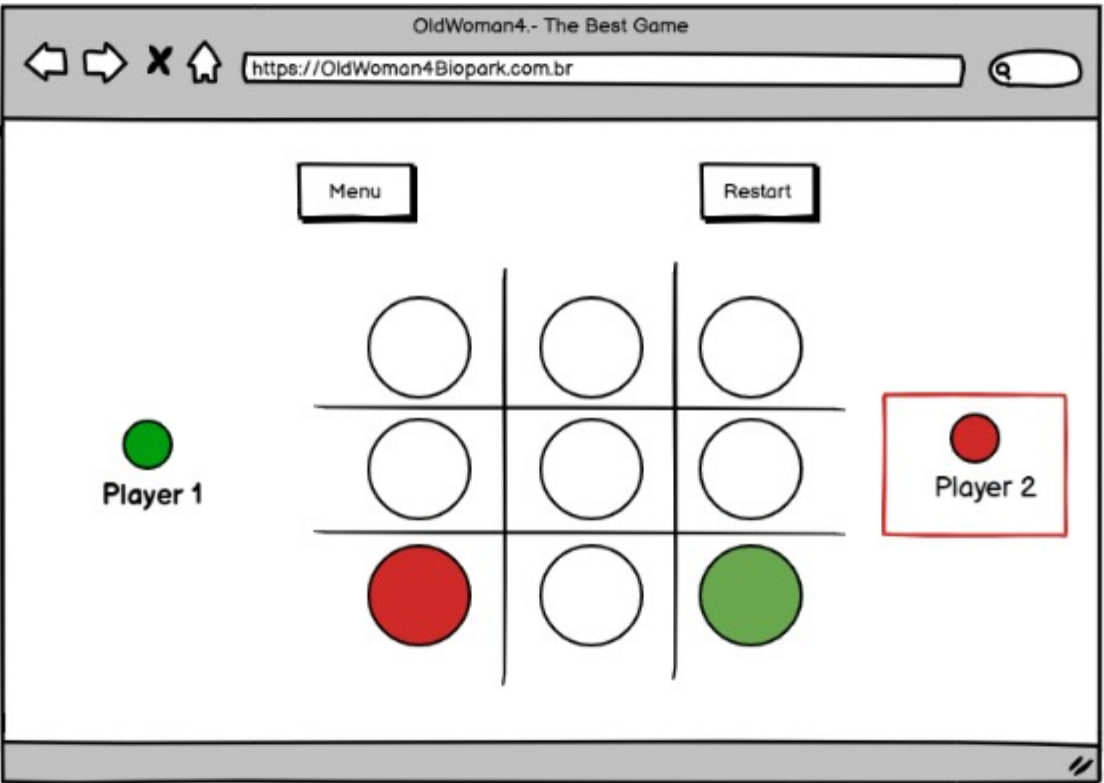 OldWoman4.- The Best Game
https://OldWoman4Biopark.com.br
Menu
Restart
Player 1
Player 2